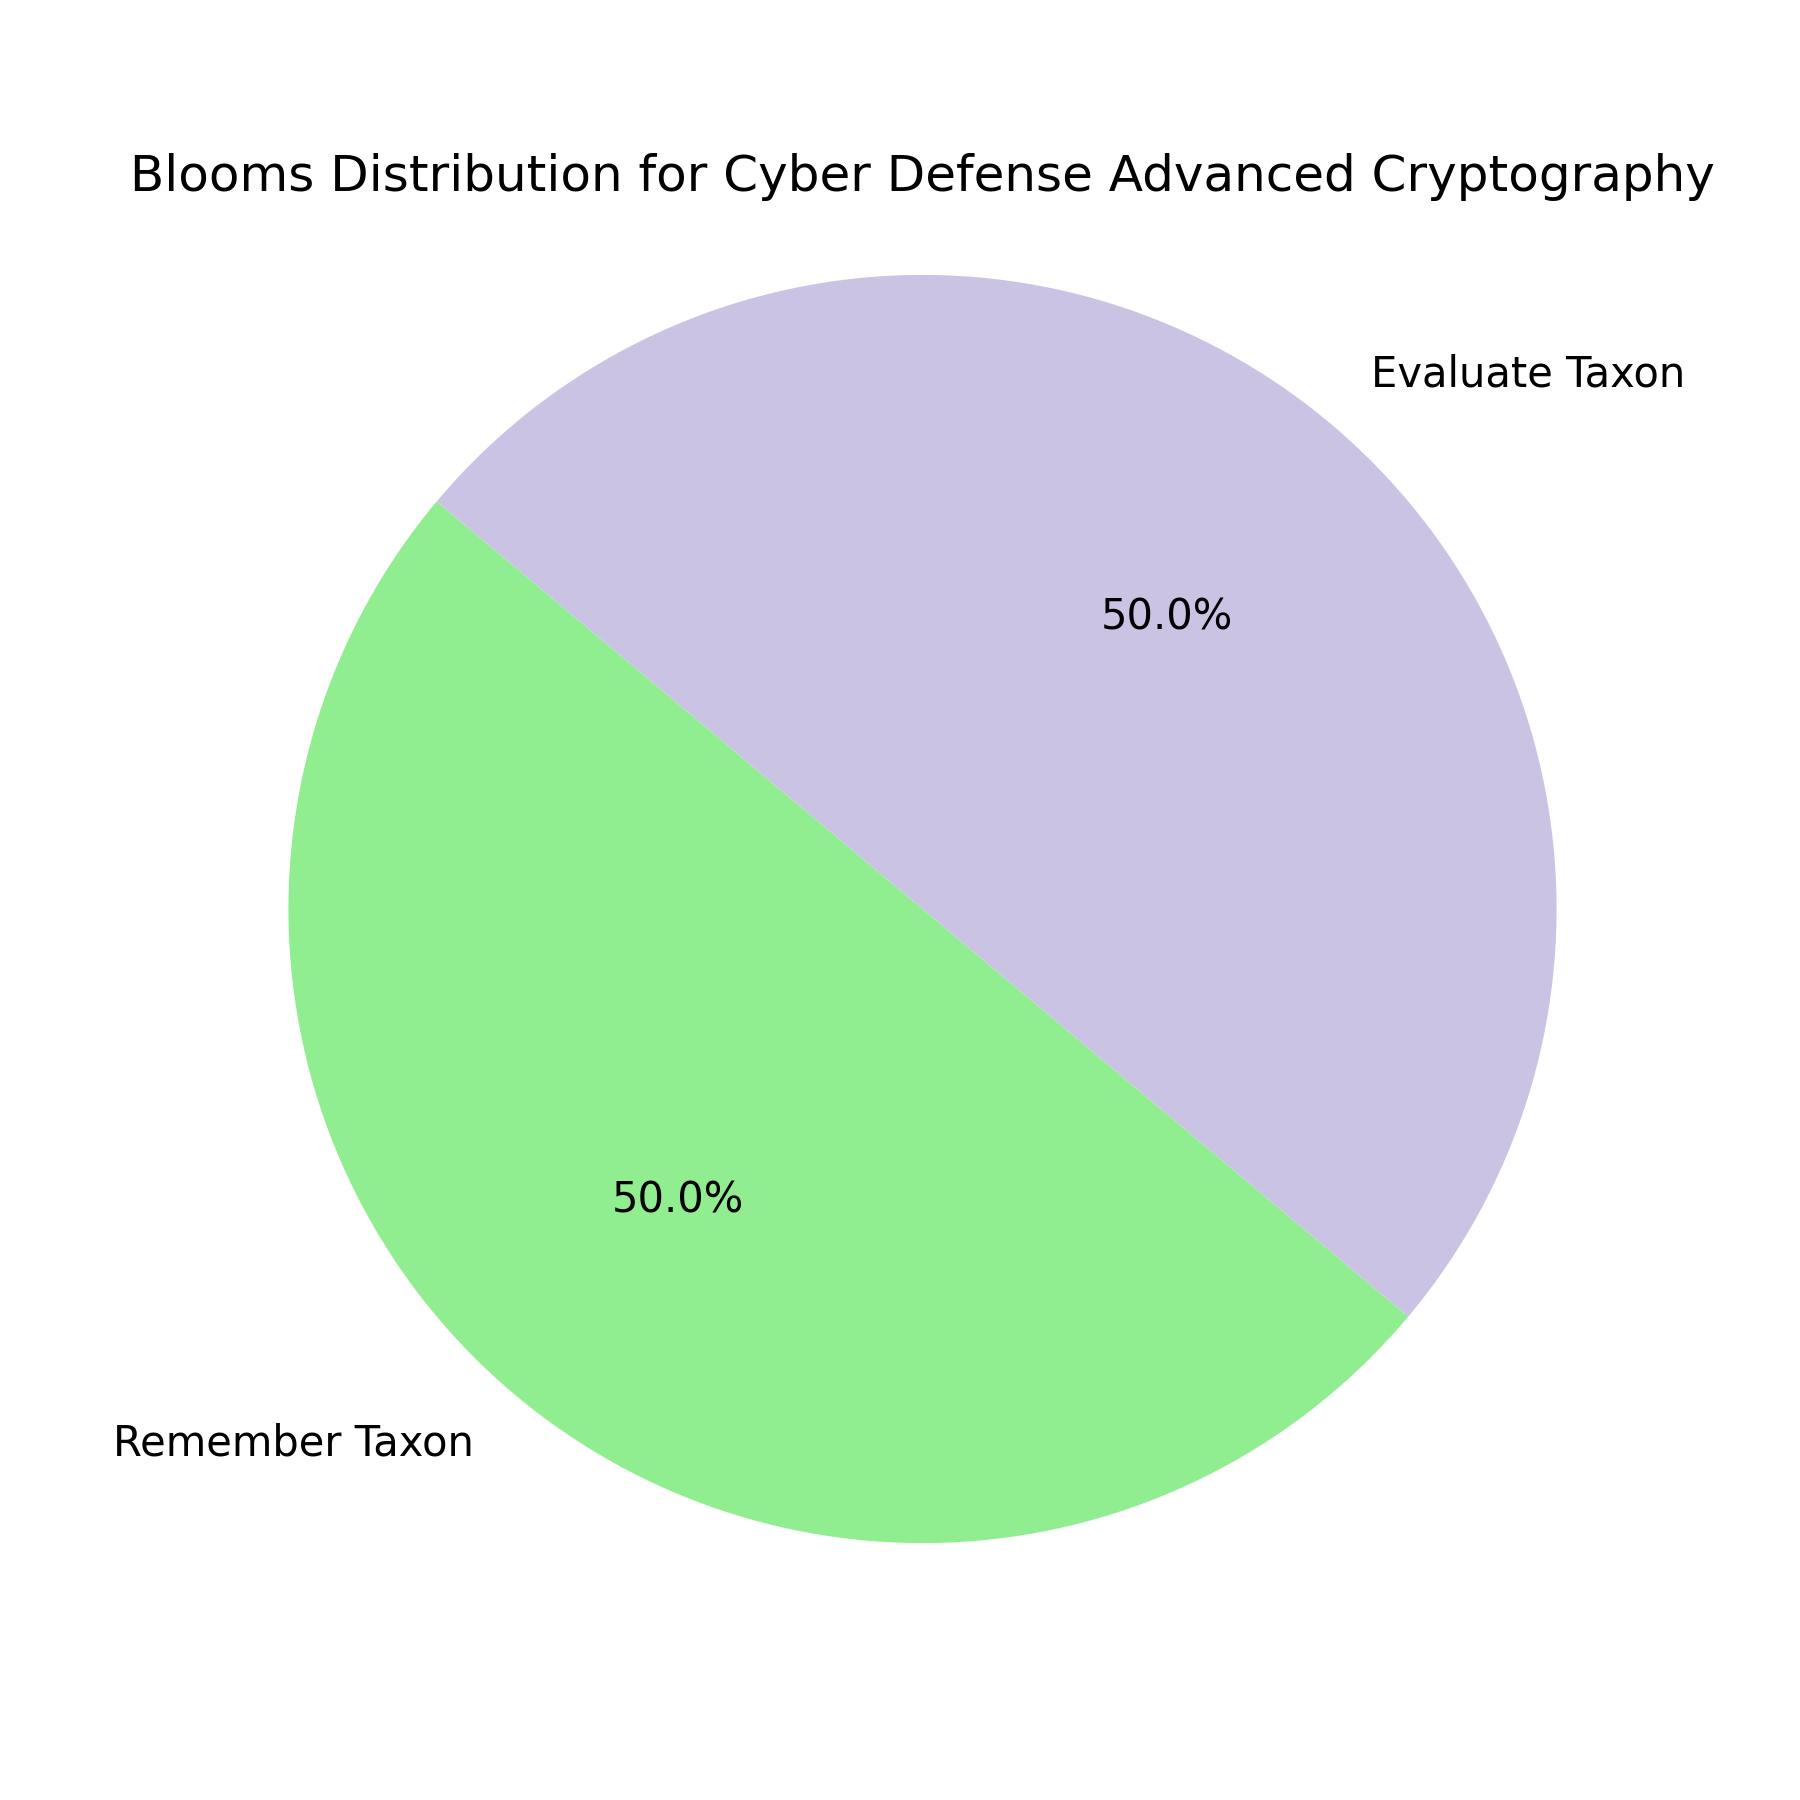 Blooms Distribution for Cyber Defense Advanced Cryptography
Evaluate Taxon
50.0%
50.0%
Remember Taxon